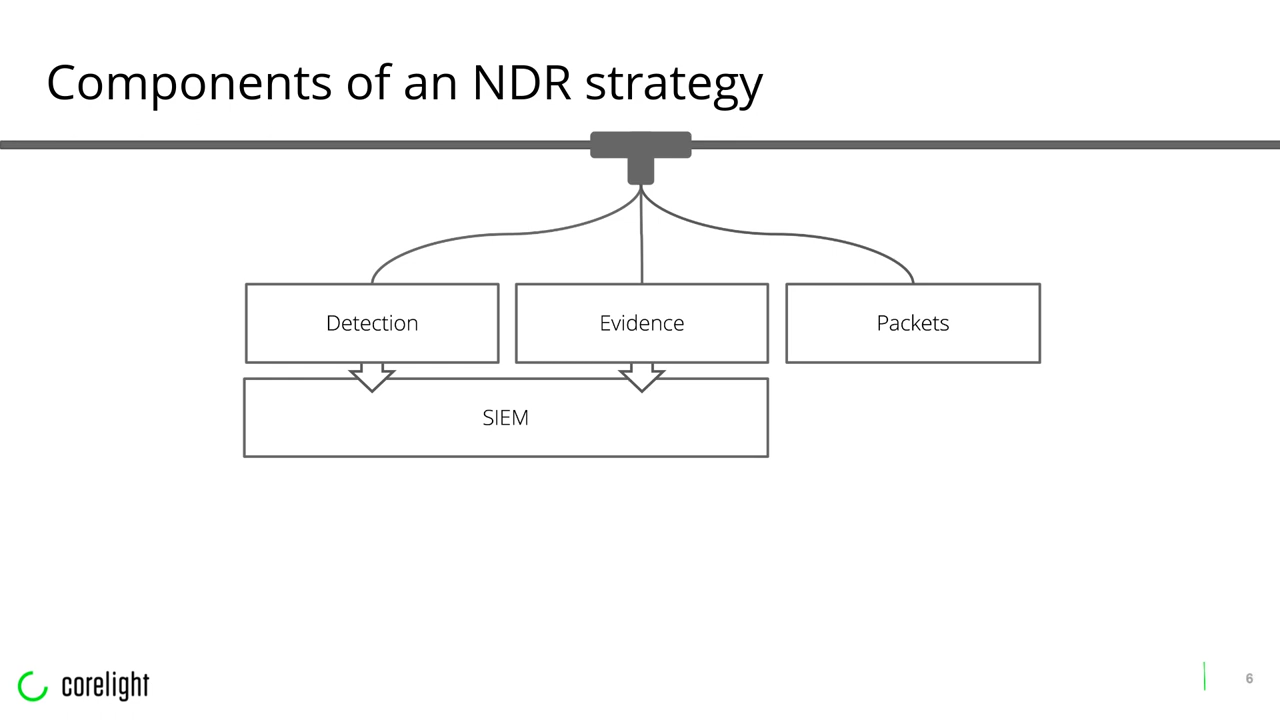 Components of an NDR strategy
Detection
Evidence
Packets
SIEM
corelight
6